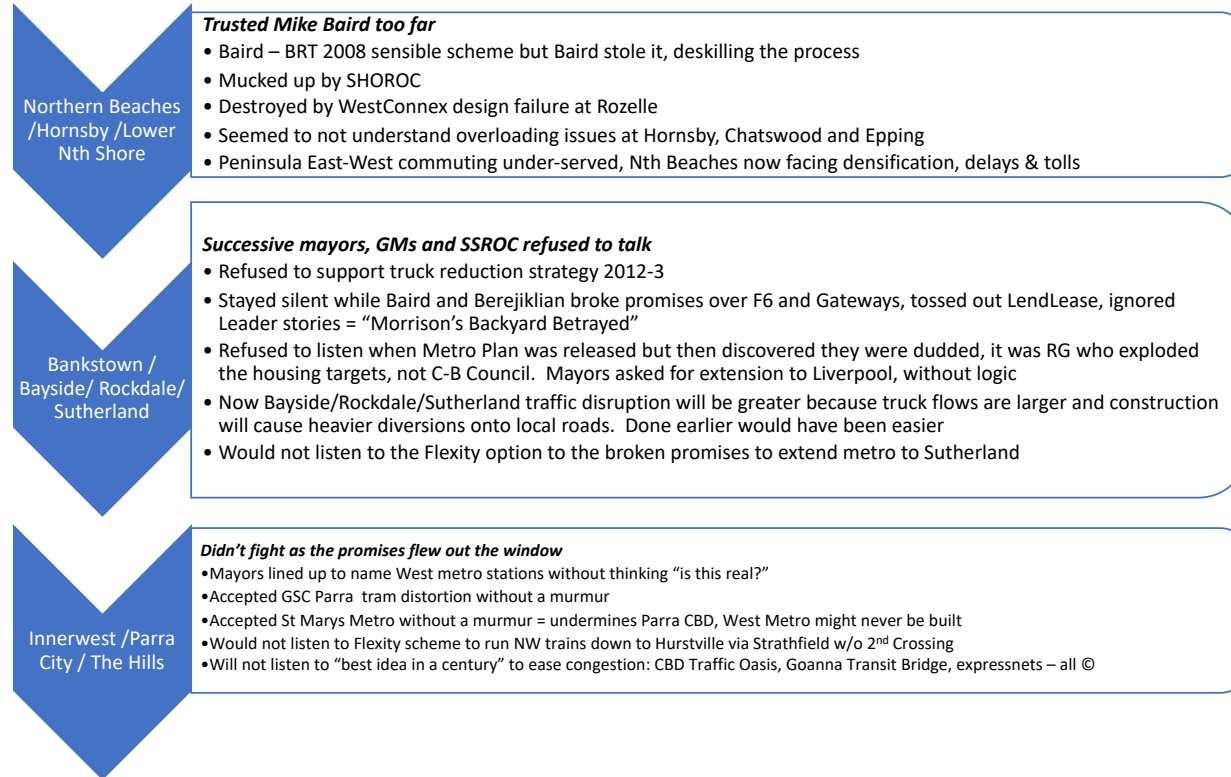 Northern Beaches
/Hornsby /Lower
Nth Shore
Trusted Mike Baird too far
• Baird – BRT 2008 sensible scheme but Baird stole it, deskilling the process
• Mucked up by SHOROC
• Destroyed by WestConnex design failure at Rozelle
• Seemed to not understand overloading issues at Hornsby, Chatswood and Epping
• Peninsula East-West commuting under-served, Nth Beaches now facing densification, delays & tolls
Bankstown /
Bayside/ Rockdale/
Sutherland
Successive mayors, GMs and SSROC refused to talk
• Refused to support truck reduction strategy 2012-3
• Stayed silent while Baird and Berejiklian broke promises over F6 and Gateways, tossed out LendLease, ignored
Leader stories = “Morrison’s Backyard Betrayed”
• Refused to listen when Metro Plan was released but then discovered they were dudded, it was RG who exploded
the housing targets, not C-B Council.  Mayors asked for extension to Liverpool, without logic
• Now Bayside/Rockdale/Sutherland traffic disruption will be greater because truck flows are larger and construction
will cause heavier diversions onto local roads.  Done earlier would have been easier
• Would not listen to the Flexity option to the broken promises to extend metro to Sutherland
Innerwest /Parra
City / The Hills
Didn’t fight as the promises flew out the window
•Mayors lined up to name West metro stations without thinking “is this real?”
•Accepted GSC Parra  tram distortion without a murmur
•Accepted St Marys Metro without a murmur = undermines Parra CBD, West Metro might never be built
•Would not listen to Flexity scheme to run NW trains down to Hurstville via Strathfield w/o 2nd Crossing
•Will not listen to “best idea in a century” to ease congestion: CBD Traffic Oasis, Goanna Transit Bridge, expressnets – all ©